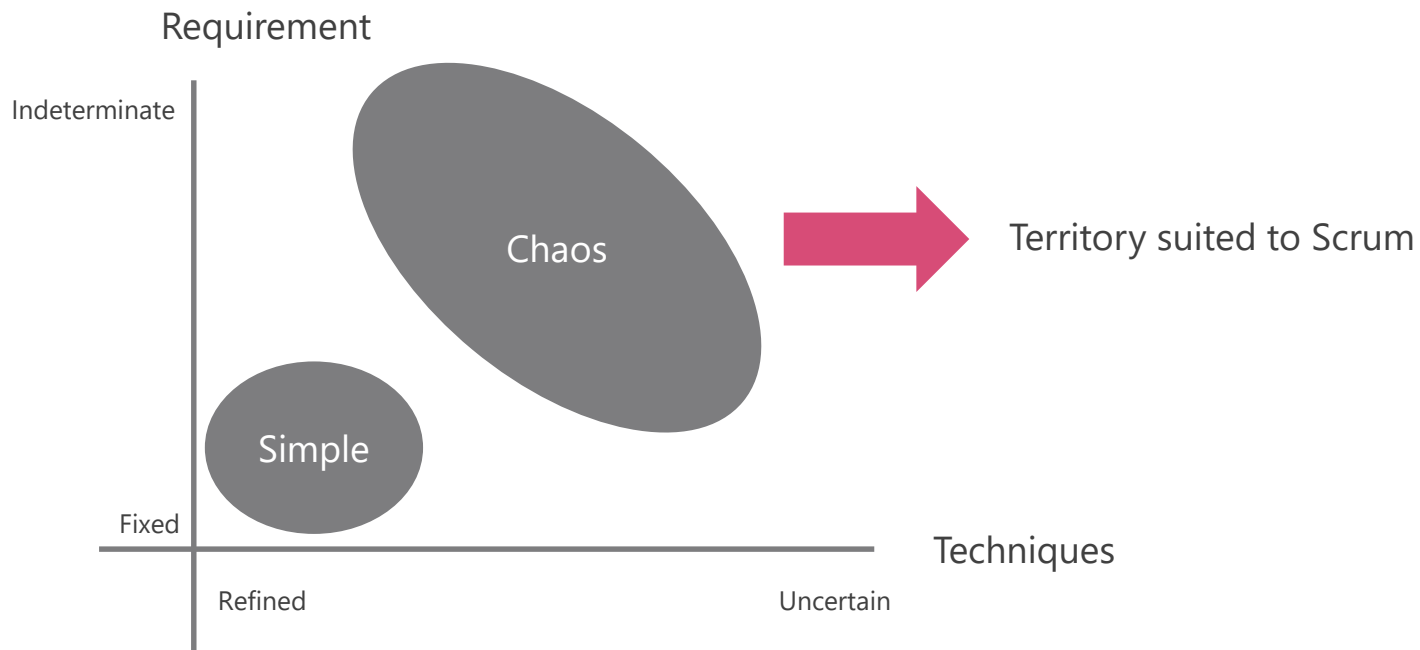 Requirement
Indeterminate
Chaos
Territory suited to Scrum
Simple
Fixed
Techniques
Refined
Uncertain